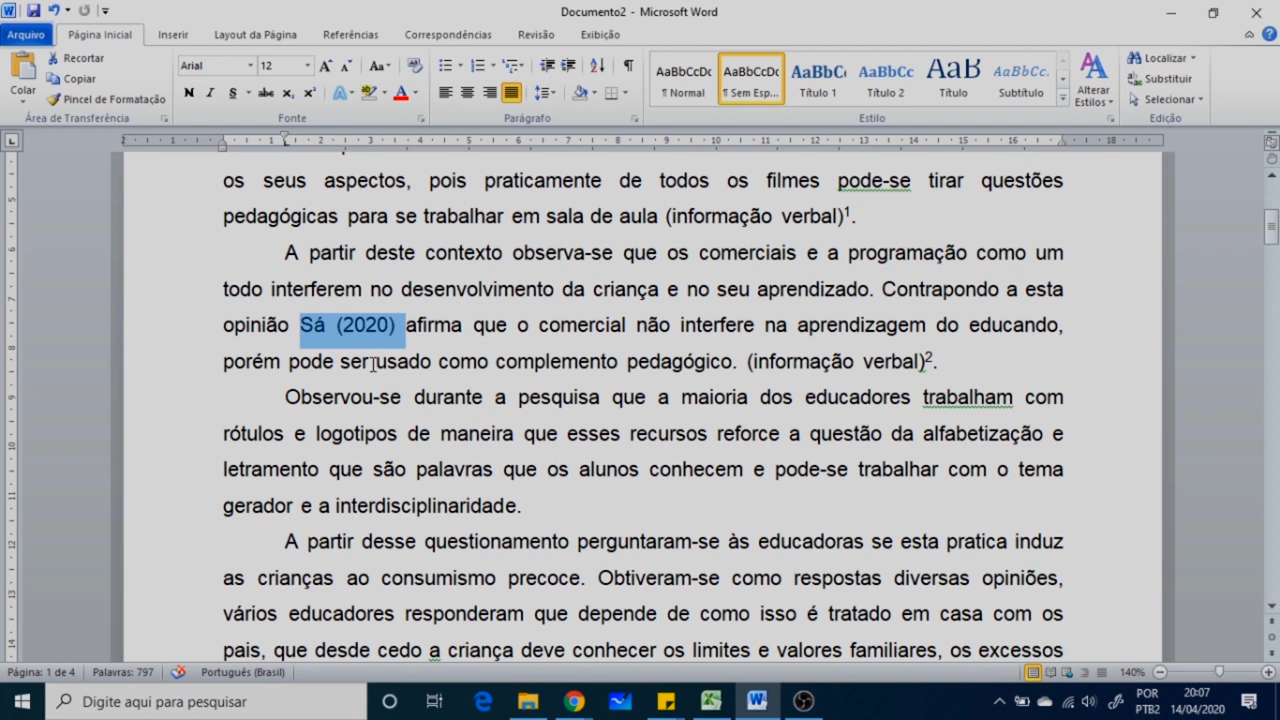 Documento2 - Microsoft Word
Arquivo Página Inicial Inserir Layout da Página Referências Correspondências Revisão Exibição
Colar
Recortar
Copiar
Pincel de Formatação
Área de Transferência
Arial 12
N I S abc x, x² Aa A
Fonte
Parágrafo
AaBbCcDc AaBbCcDc AaBbC AaBbCc AaB AaBbCc.
¶ Normal ¶ Sem Esp... Título 1 Título 2 Título Subtítulo
Alterar Estilos
Estilo
Localizar
Substituir
Selecionar
Edição
os seus aspectos, pois praticamente de todos os filmes pode-se tirar questões
pedagógicas para se trabalhar em sala de aula (informação verbal)¹.
A partir deste contexto observa-se que os comerciais e a programação como um
todo interferem no desenvolvimento da criança e no seu aprendizado. Contrapondo a esta
opinião Sá (2020) afirma que o comercial não interfere na aprendizagem do educando,
porém pode ser usado como complemento pedagógico. (informação verbal)².
Observou-se durante a pesquisa que a maioria dos educadores trabalham com
rótulos e logotipos de maneira que esses recursos reforce a questão da alfabetização e
letramento que são palavras que os alunos conhecem e pode-se trabalhar com o tema
gerador e a interdisciplinaridade.
A partir desse questionamento perguntaram-se às educadoras se esta pratica induz
as crianças ao consumismo precoce. Obtiveram-se como respostas diversas opiniões,
vários educadores responderam que depende de como isso é tratado em casa com os
pais, que desde cedo a criança deve conhecer os limites e valores familiares, os excessos
Página: 1 de 4 Palavras: 797 Português (Brasil) 140%
Digite aqui para pesquisar
POR
PTB2
20:07
14/04/2020